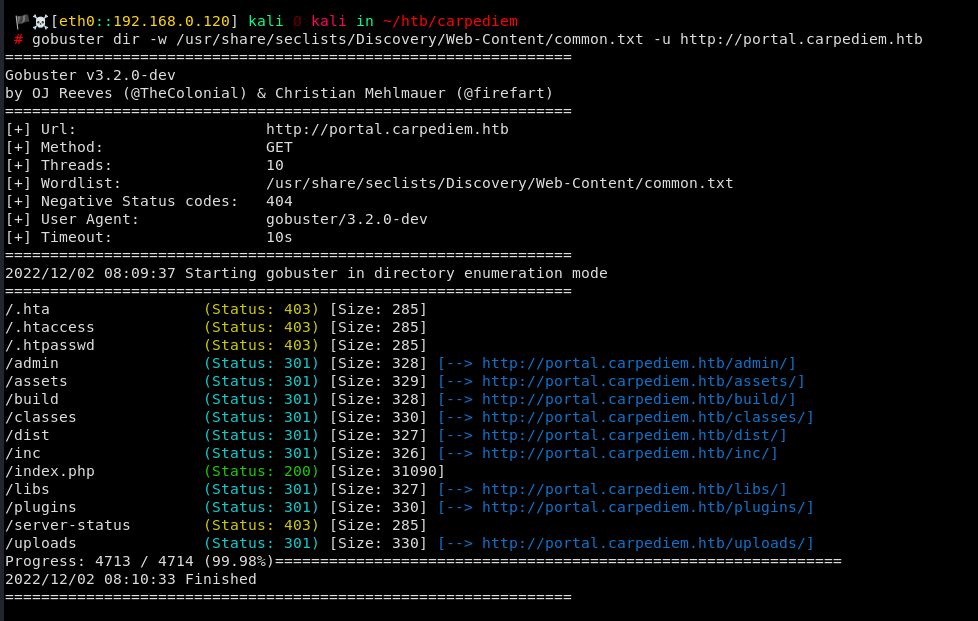 [eth0::192.168.0.120] kali Ø kali in ~/htb/carpediem
# gobuster dir -w /usr/share/seclists/Discovery/Web-Content/common.txt -u http://portal.carpediem.htb
===============================================================
Gobuster v3.2.0-dev
by OJ Reeves (@TheColonial) & Christian Mehlmauer (@firefart)
===============================================================
[+] Url:                     http://portal.carpediem.htb
[+] Method:                  GET
[+] Threads:                 10
[+] Wordlist:                /usr/share/seclists/Discovery/Web-Content/common.txt
[+] Negative Status codes:   404
[+] User Agent:              gobuster/3.2.0-dev
[+] Timeout:                 10s
===============================================================
2022/12/02 08:09:37 Starting gobuster in directory enumeration mode
===============================================================
/.hta                 (Status: 403) [Size: 285]
/.htaccess            (Status: 403) [Size: 285]
/.htpasswd            (Status: 403) [Size: 285]
/admin                (Status: 301) [Size: 328] [--> http://portal.carpediem.htb/admin/]
/assets               (Status: 301) [Size: 329] [--> http://portal.carpediem.htb/assets/]
/build                (Status: 301) [Size: 328] [--> http://portal.carpediem.htb/build/]
/classes              (Status: 301) [Size: 330] [--> http://portal.carpediem.htb/classes/]
/dist                 (Status: 301) [Size: 327] [--> http://portal.carpediem.htb/dist/]
/inc                  (Status: 301) [Size: 326] [--> http://portal.carpediem.htb/inc/]
/index.php            (Status: 200) [Size: 31090]
/libs                 (Status: 301) [Size: 327] [--> http://portal.carpediem.htb/libs/]
/plugins              (Status: 301) [Size: 330] [--> http://portal.carpediem.htb/plugins/]
/server-status        (Status: 403) [Size: 285]
/uploads              (Status: 301) [Size: 330] [--> http://portal.carpediem.htb/uploads/]
Progress: 4713 / 4714 (99.98%)===============================================================
2022/12/02 08:10:33 Finished
===============================================================